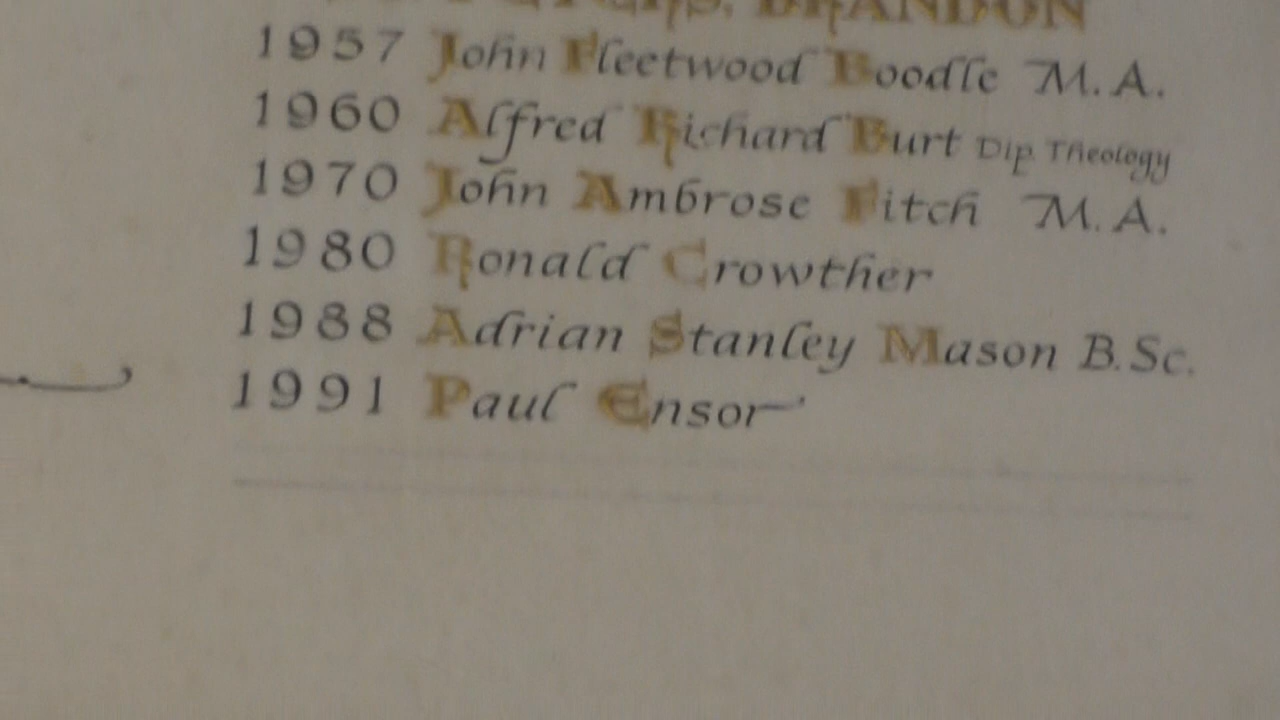 BRANDON
1957 John Fleetwood Boodle M.A.
1960 Alfred Richard Burt Dip. Theology
1970 John Ambrose Fitch M.A.
1980 Ronald Crowther
1988 Adrian Stanley Mason B.Sc.
1991 Paul Ensor